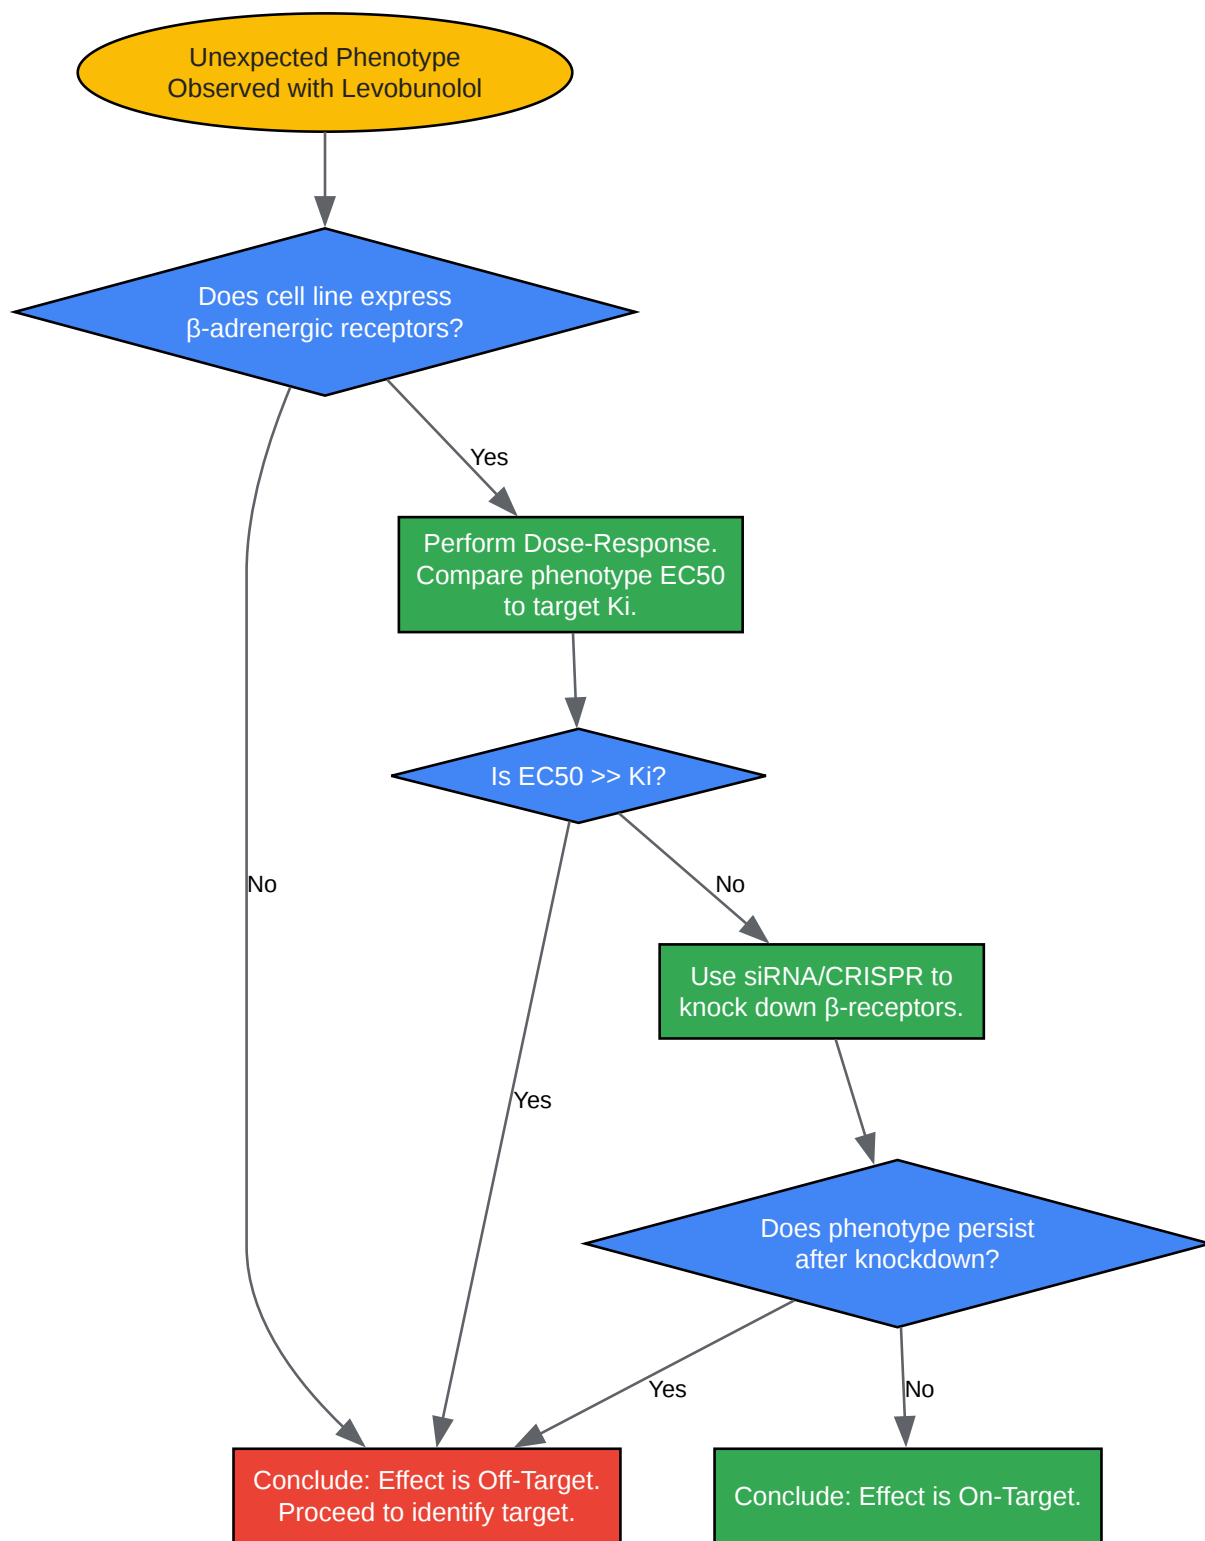 Unexpected Phenotype
Observed with Levobunolol
Does cell line express
β-adrenergic receptors?
Yes
Perform Dose-Response.
Compare phenotype EC50
to target Ki.
Is EC50 >> Ki?
No
No
Use siRNA/CRISPR to
knock down β-receptors.
Yes
Does phenotype persist
after knockdown?
Yes
No
Conclude: Effect is Off-Target.
Proceed to identify target.
Conclude: Effect is On-Target.